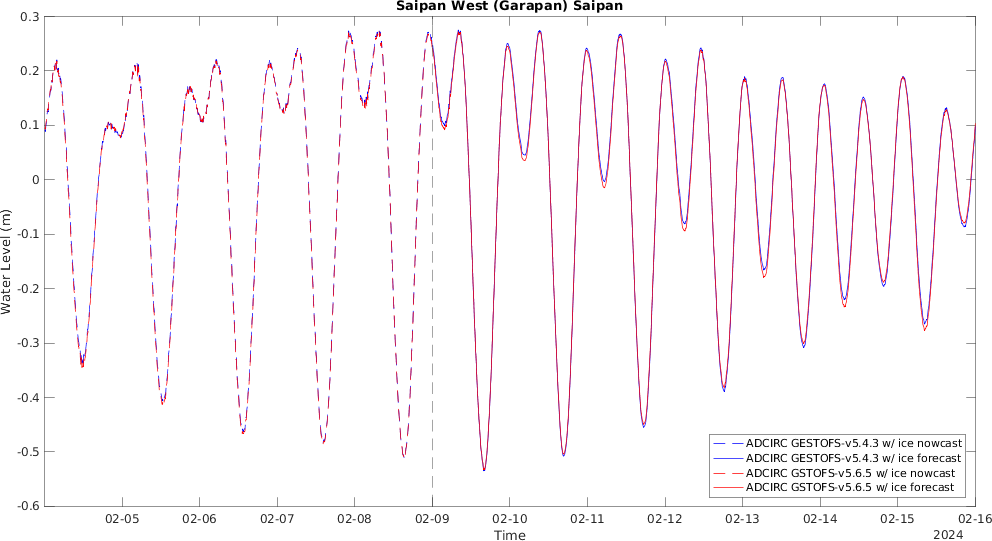 Saipan West (Garapan) Saipan
0.3
0.2
0.1
0
-0.1
-0.2
-0.3
-0.4
-0.5
-0.6
Water Level (m)
ADCIRC GESTOFS-v5.4.3 w/ ice nowcast
ADCIRC GESTOFS-v5.4.3 w/ ice forecast
ADCIRC GSTOFS-v5.6.5 w/ ice nowcast
ADCIRC GSTOFS-v5.6.5 w/ ice forecast
02-05 02-06 02-07 02-08 02-09 02-10 02-11 02-12 02-13 02-14 02-15 02-16
Time
2024